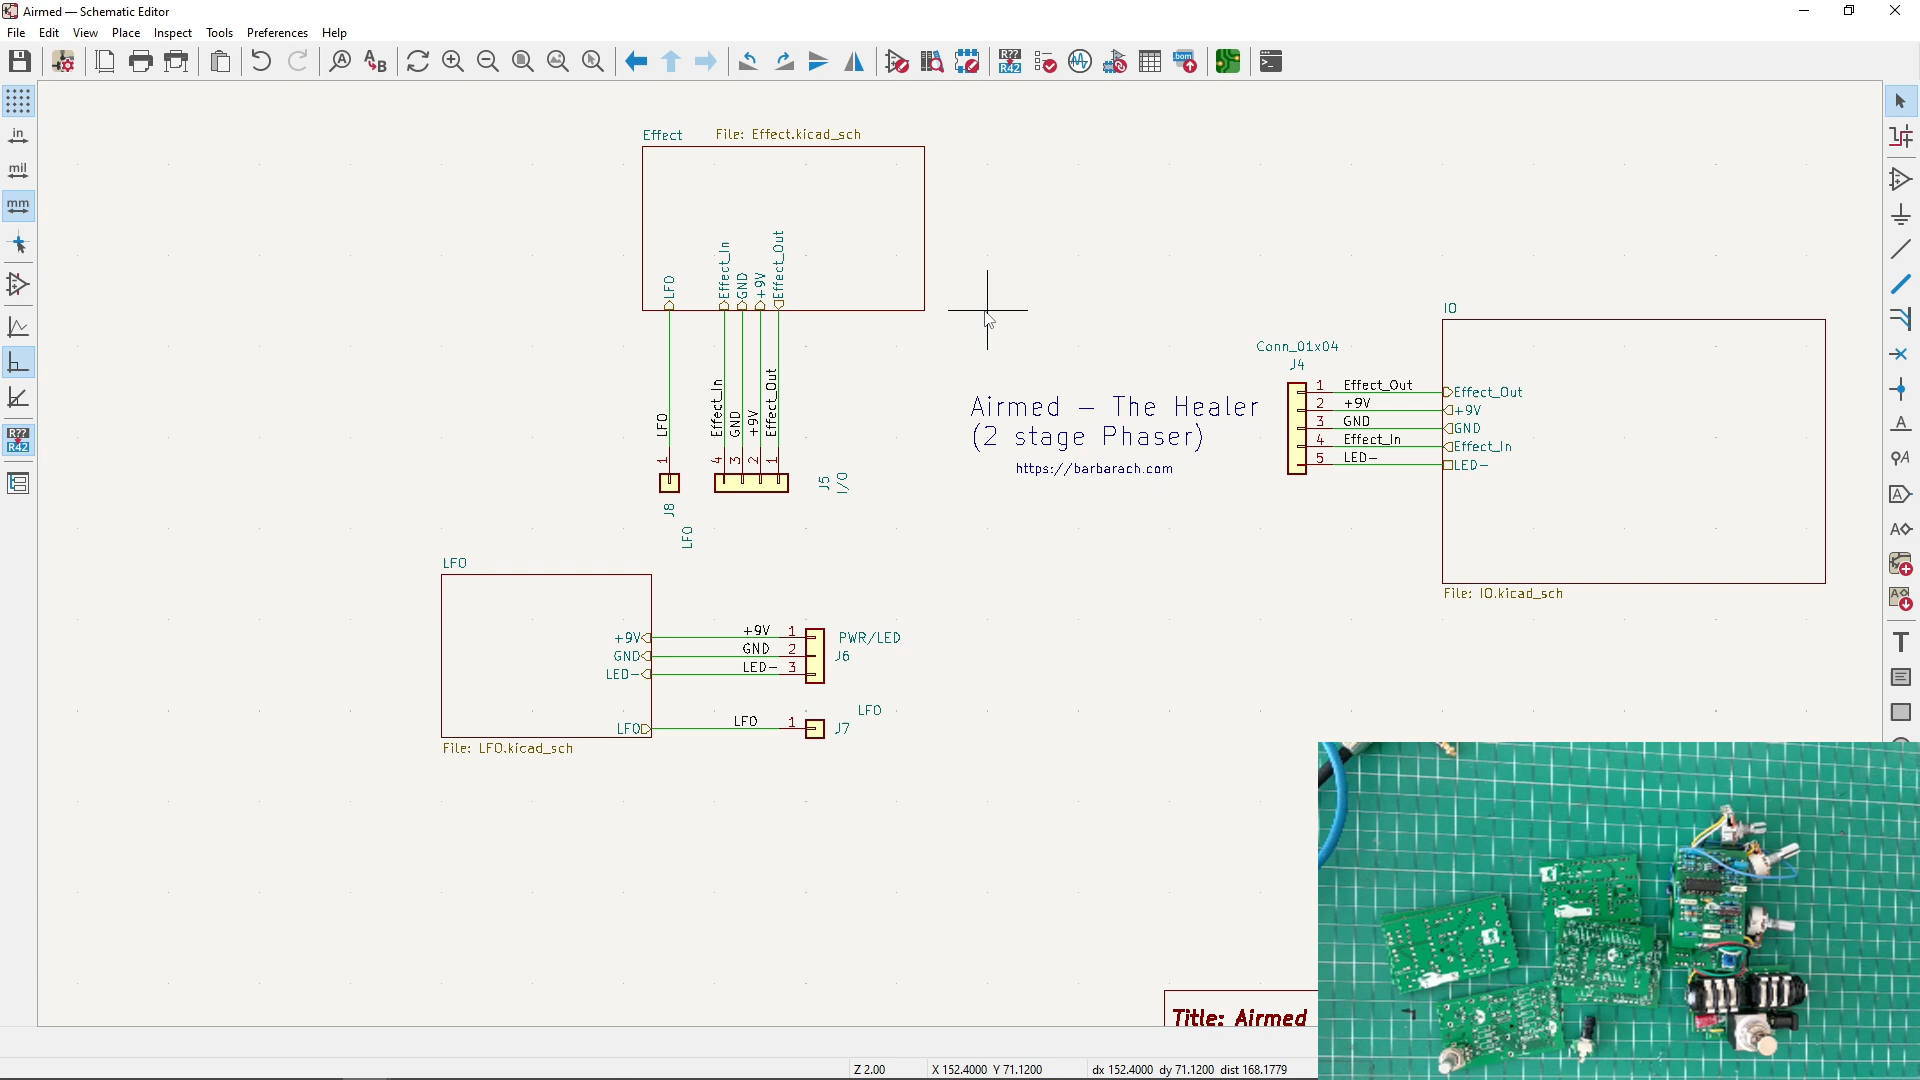 Airmed — Schematic Editor
File Edit View Place Inspect Tools Preferences Help
in
mil
mm
R??
R42
bom
R??
R42
Effect File: Effect.kicad_sch
LFO Effect_In GND +9V Effect_Out
LFO Effect_In GND +9V Effect_Out
1 4 3 2 1
J5
I/O
J8
LFO
Airmed – The Healer
(2 stage Phaser)
https://barbarach.com
IO
Conn_01x04
J4
1 Effect_Out Effect_Out
2 +9V +9V
3 GND GND
4 Effect_In Effect_In
5 LED- LED-
File: IO.kicad_sch
LFO
+9V +9V 1 PWR/LED
GND GND 2 J6
LED- LED- 3
LFO
LFO LFO 1 J7
File: LFO.kicad_sch
Title: Airmed
Z 2.00 X 152.4000 Y 71.1200 dx 152.4000 dy 71.1200 dist 168.1779